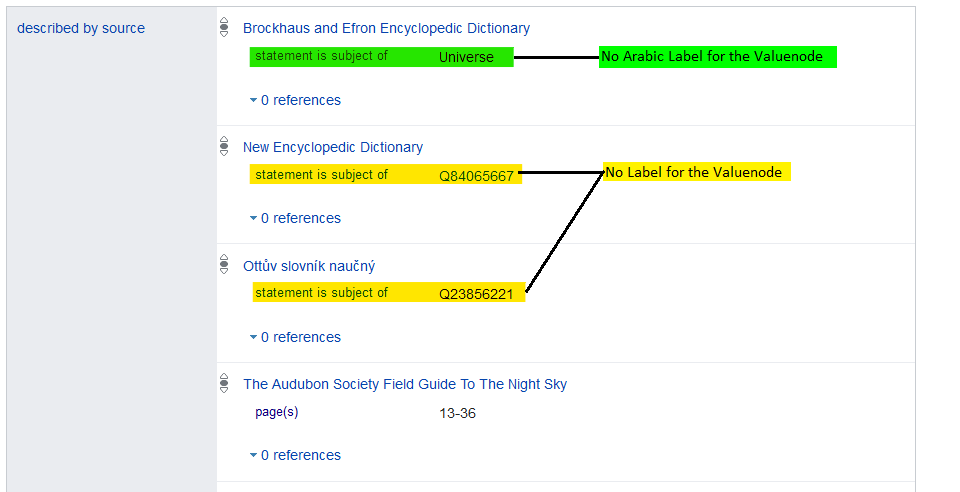 described by source
Brockhaus and Efron Encyclopedic Dictionary
statement is subject of Universe
No Arabic Label for the Valuenode
0 references
New Encyclopedic Dictionary
statement is subject of Q84065667
No Label for the Valuenode
0 references
Ottův slovník naučný
statement is subject of Q23856221
0 references
The Audubon Society Field Guide To The Night Sky
page(s) 13-36
0 references